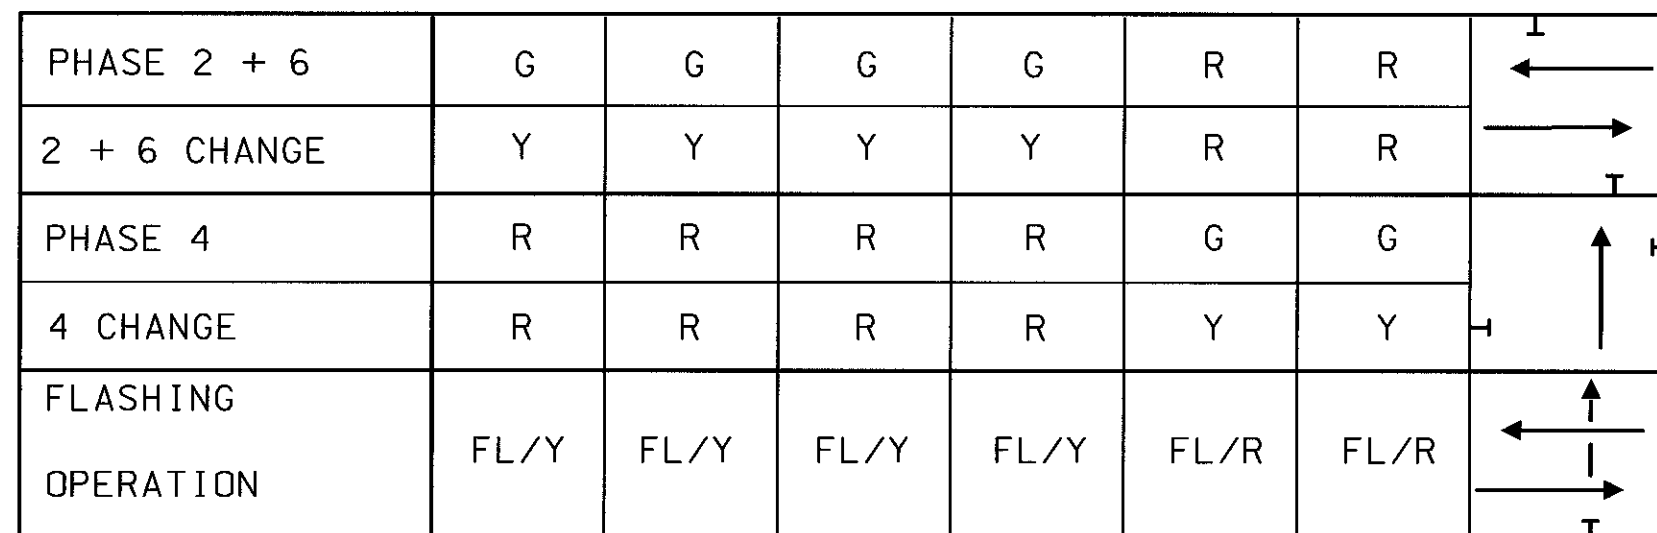 PHASE 2 + 6 G G G G R R
2 + 6 CHANGE Y Y Y Y R R
PHASE 4 R R R R G G
4 CHANGE R R R R Y Y
FLASHING
OPERATION FL/Y FL/Y FL/Y FL/Y FL/R FL/R